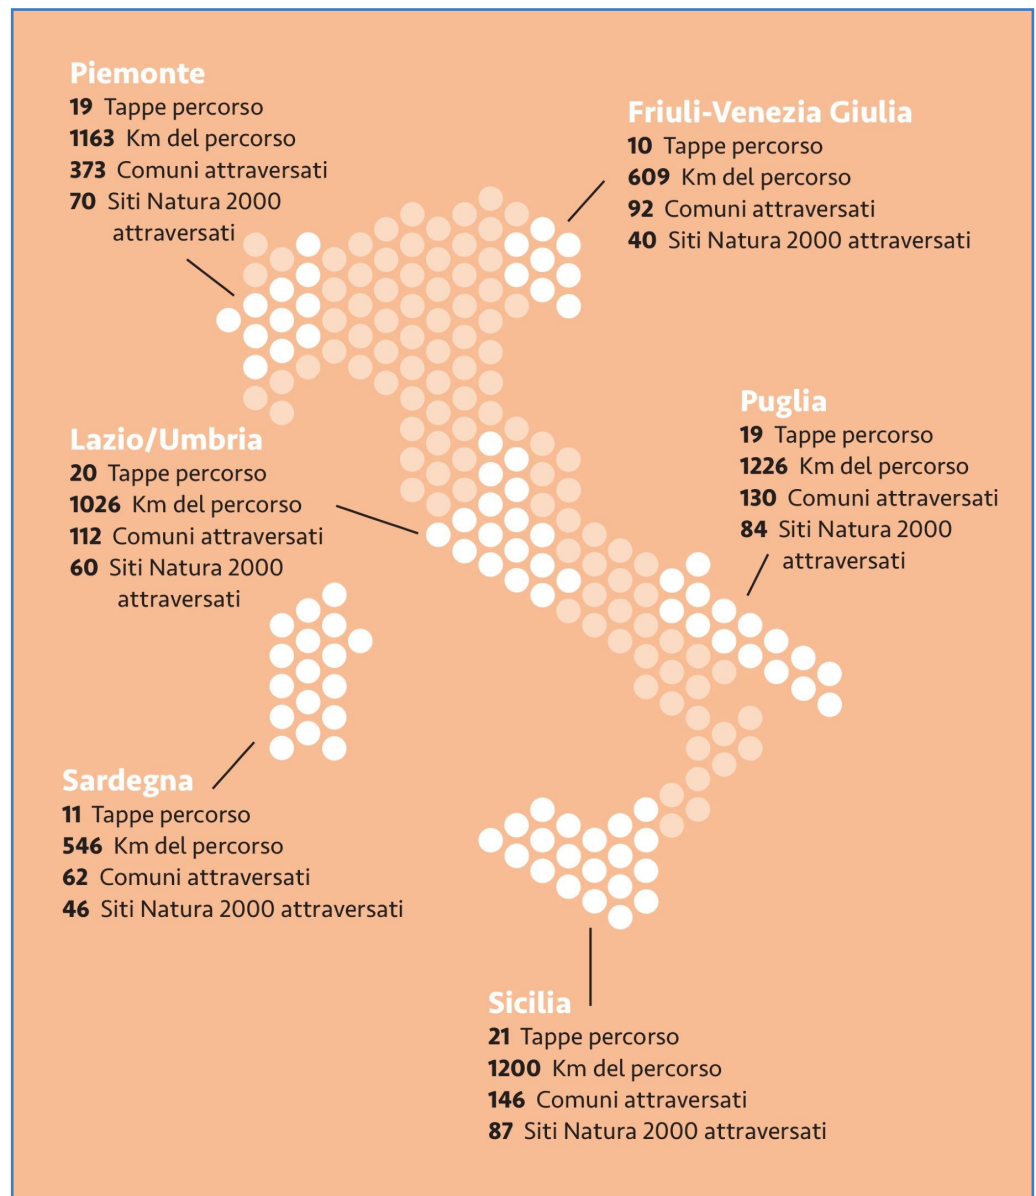 Piemonte
19 Tappe percorso
1163 Km del percorso
373 Comuni attraversati
70 Siti Natura 2000
attraversati
Friuli-Venezia Giulia
10 Tappe percorso
609 Km del percorso
92 Comuni attraversati
40 Siti Natura 2000 attraversati
Lazio/Umbria
20 Tappe percorso
1026 Km del percorso
112 Comuni attraversati
60 Siti Natura 2000
attraversati
Puglia
19 Tappe percorso
1226 Km del percorso
130 Comuni attraversati
84 Siti Natura 2000
attraversati
Sardegna
11 Tappe percorso
546 Km del percorso
62 Comuni attraversati
46 Siti Natura 2000 attraversati
Sicilia
21 Tappe percorso
1200 Km del percorso
146 Comuni attraversati
87 Siti Natura 2000 attraversati